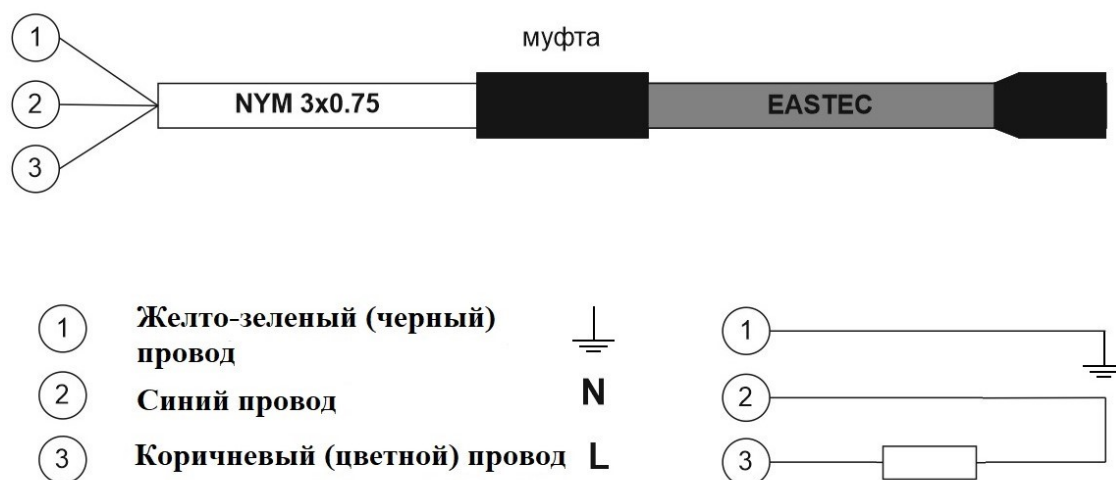 1
муфта
2
NYM 3x0.75
EASTEC
3
1
Желто-зеленый (черный)
провод
1
2
Синий провод
N
2
3
Коричневый (цветной) провод
L
3